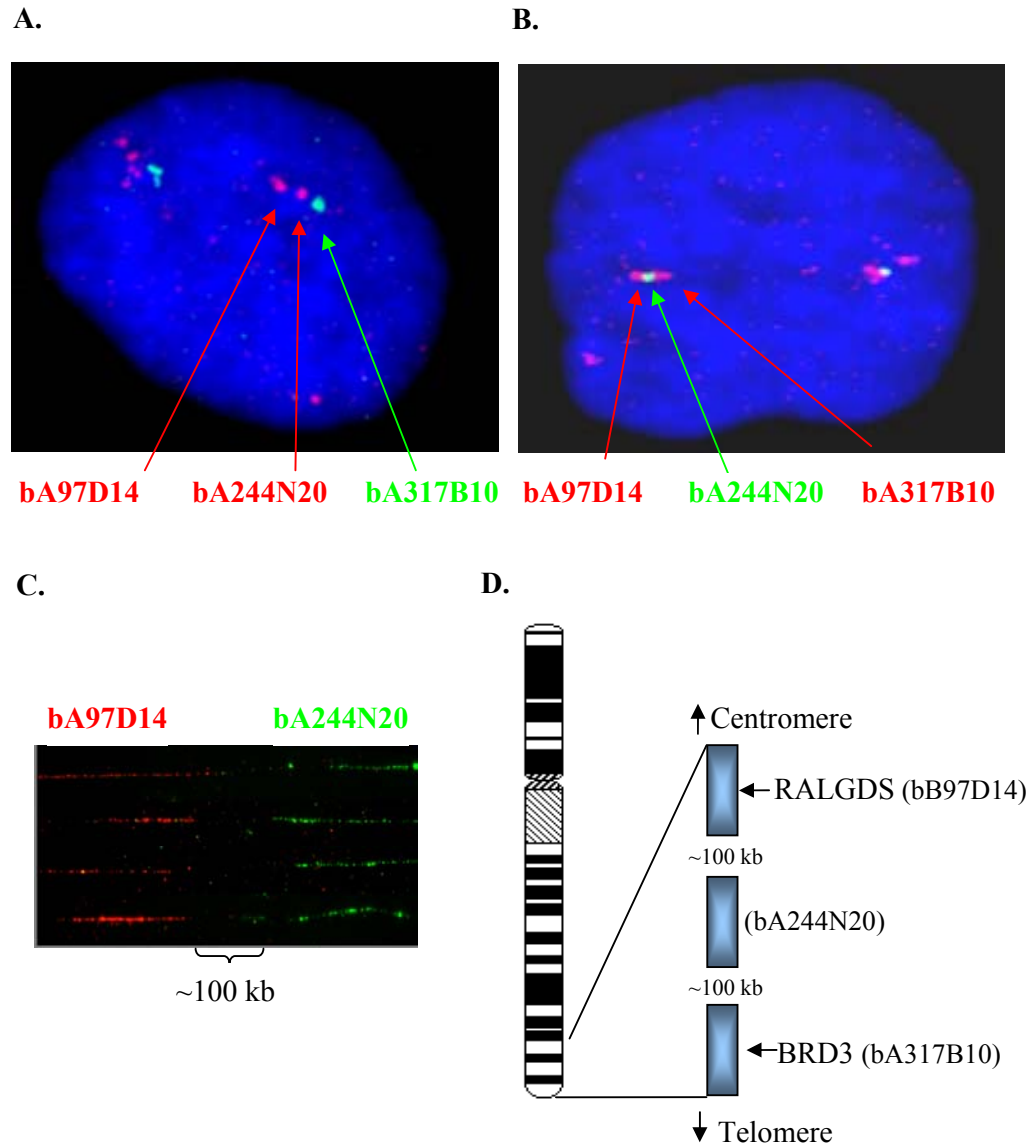 A.
B.
bA97D14 bA244N20 bA317B10
bA97D14 bA244N20 bA317B10
C.
D.
bA97D14 bA244N20
~100 kb
Centromere
RALGDS (bB97D14)
~100 kb
(bA244N20)
~100 kb
BRD3 (bA317B10)
Telomere